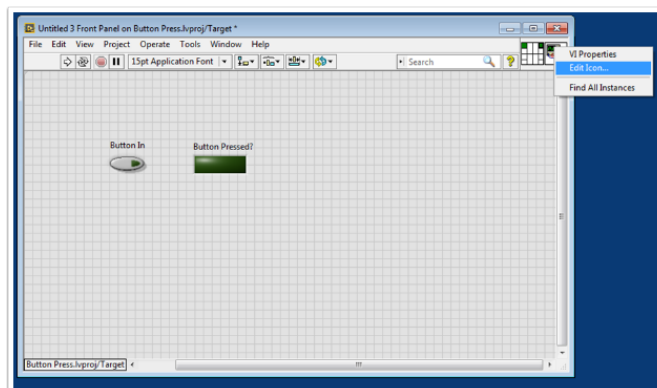 Untitled 3 Front Panel on Button Press.lvproj/Target *
File Edit View Project Operate Tools Window Help
15pt Application Font
Search
?
VI Properties
Edit Icon...
Find All Instances
Button In
Button Pressed?
Button Press.lvproj/Target